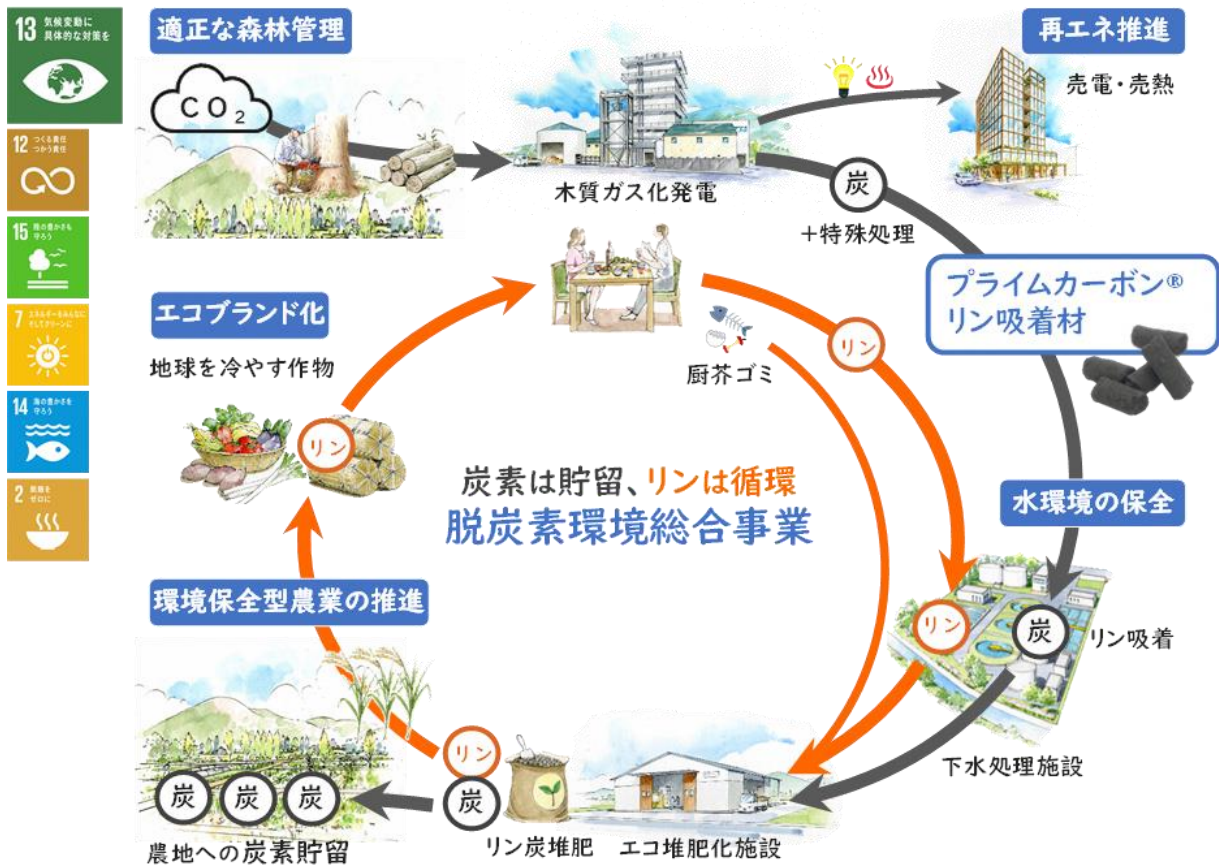 13 気候変動に
具体的な対策を
適正な森林管理
CO2
再エネ推進
売電・売熱
木質ガス化発電
炭
+特殊処理
12 つくる責任
つかう責任
15 陸の豊かさも
守ろう
7 エネルギーをみんなに
そしてクリーンに
14 海の豊かさを
守ろう
2 飢餓を
ゼロに
プライムカーボン®
リン吸着材
エコブランド化
地球を冷やす作物
リン
厨芥ゴミ
リン
炭素は貯留、リンは循環
脱炭素環境総合事業
水環境の保全
リン
炭
リン吸着
下水処理施設
環境保全型農業の推進
リン
炭
炭
炭
炭
農地への炭素貯留
リン炭堆肥
エコ堆肥化施設